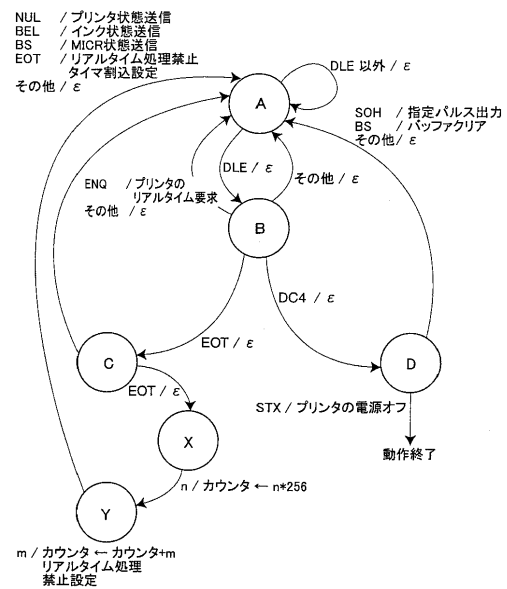 NUL / プリンタ状態送信
BEL / インク状態送信
BS / MICR状態送信
EOT / リアルタイム処理禁止
タイマ割込設定
その他 / ε
DLE 以外 / ε
A
SOH / 指定パルス出力
BS / バッファクリア
その他 / ε
ENQ / プリンタの
リアルタイム要求
その他 / ε
DLE / ε
その他 / ε
B
DC4 / ε
EOT / ε
C
D
EOT / ε
STX / プリンタの電源オフ
X
動作終了
n / カウンタ ← n*256
Y
m / カウンタ ← カウンタ+m
リアルタイム処理
禁止設定